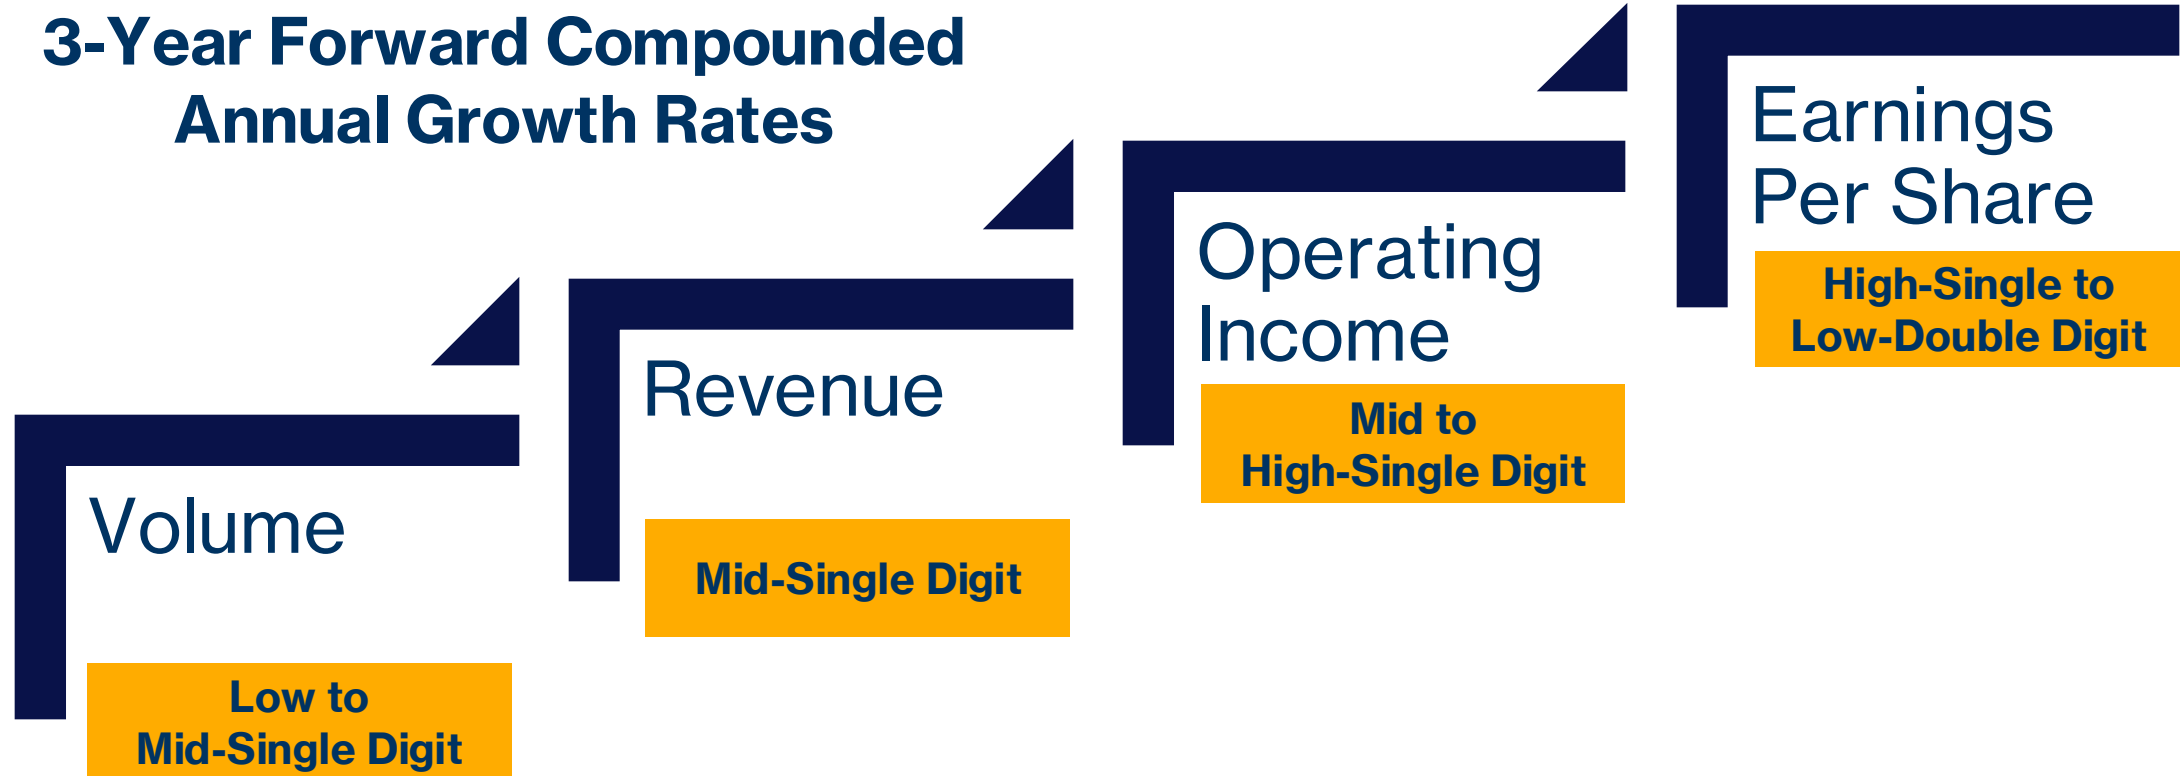 3-Year Forward Compounded
Annual Growth Rates
Volume
Low to
Mid-Single Digit
Revenue
Mid-Single Digit
Operating
Income
Mid to
High-Single Digit
Earnings
Per Share
High-Single to
Low-Double Digit